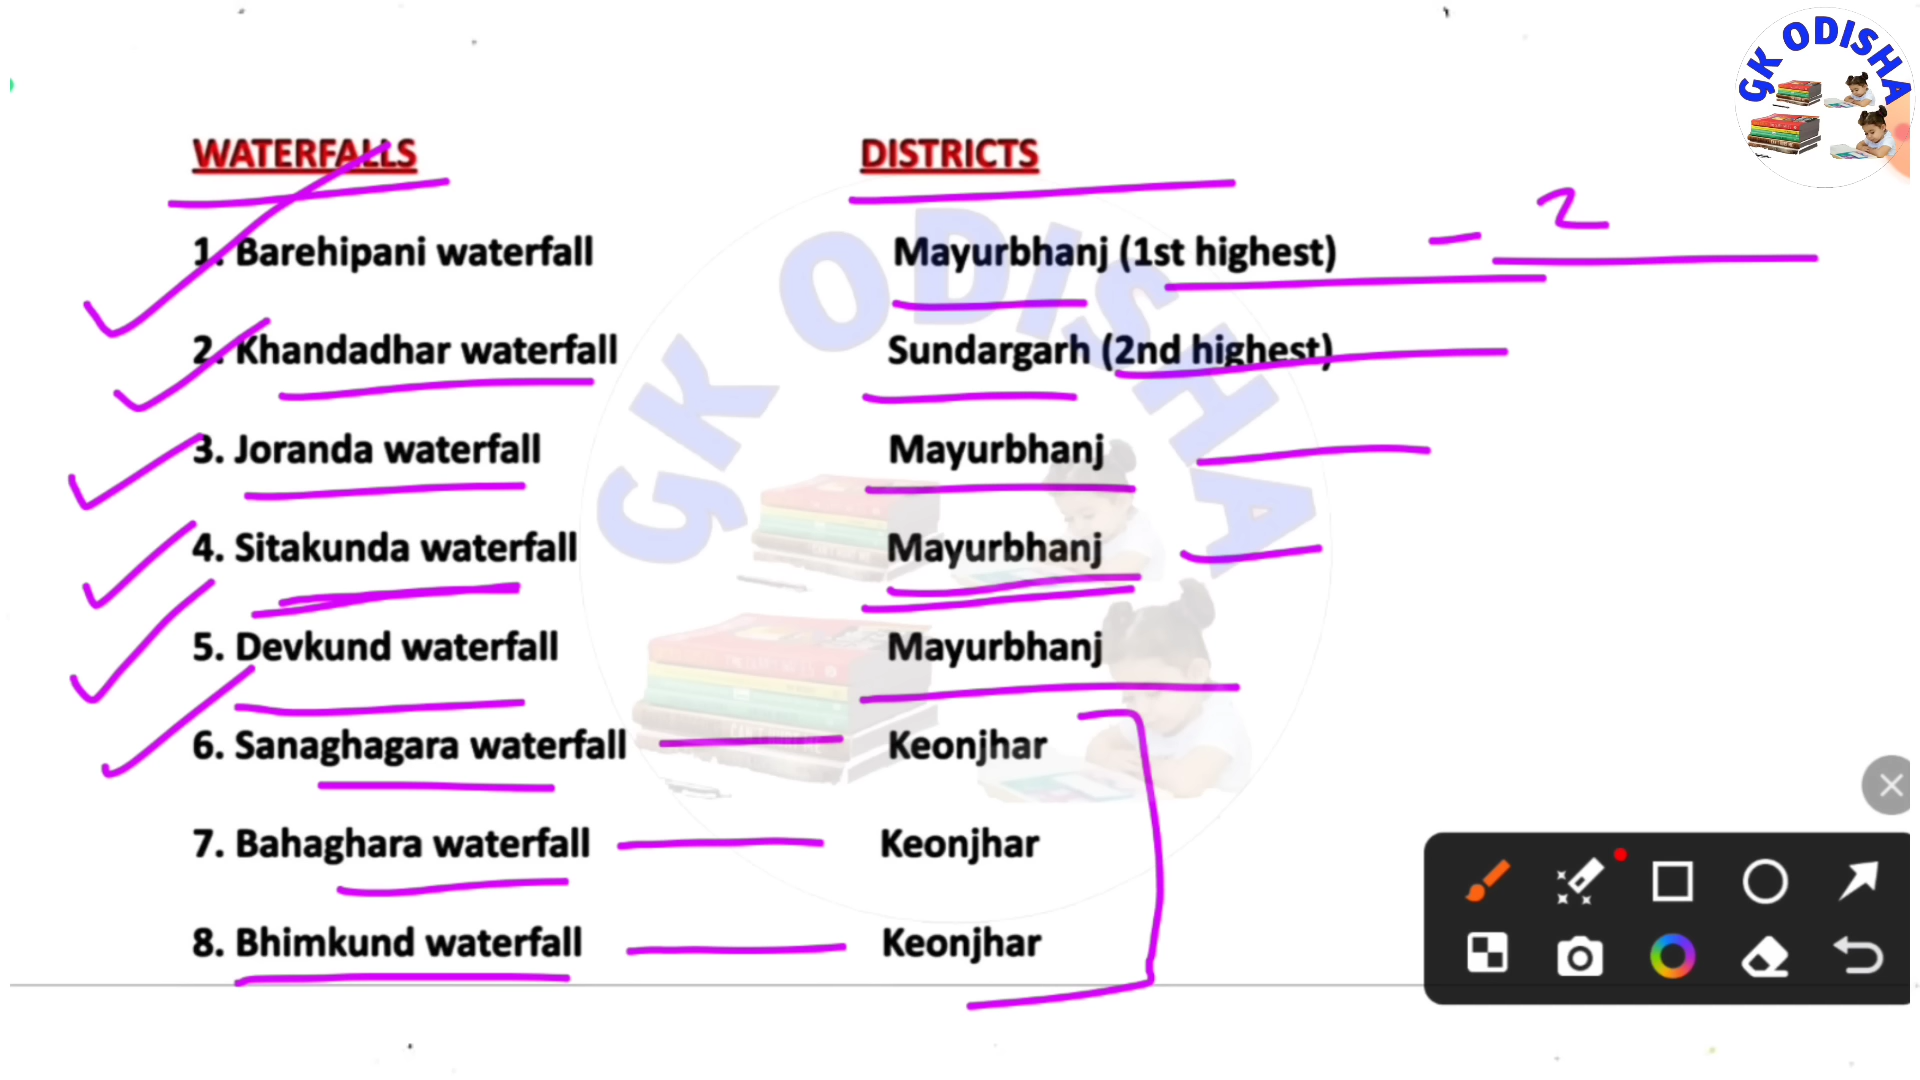 GK ODISHA
WATERFALLS DISTRICTS
2
1. Barehipani waterfall Mayurbhanj (1st highest) -
2. Khandadhar waterfall Sundargarh (2nd highest)
3. Joranda waterfall Mayurbhanj
4. Sitakunda waterfall Mayurbhanj
5. Devkund waterfall Mayurbhanj
6. Sanaghagara waterfall Keonjhar
7. Bahaghara waterfall Keonjhar
8. Bhimkund waterfall Keonjhar
GK ODISHA